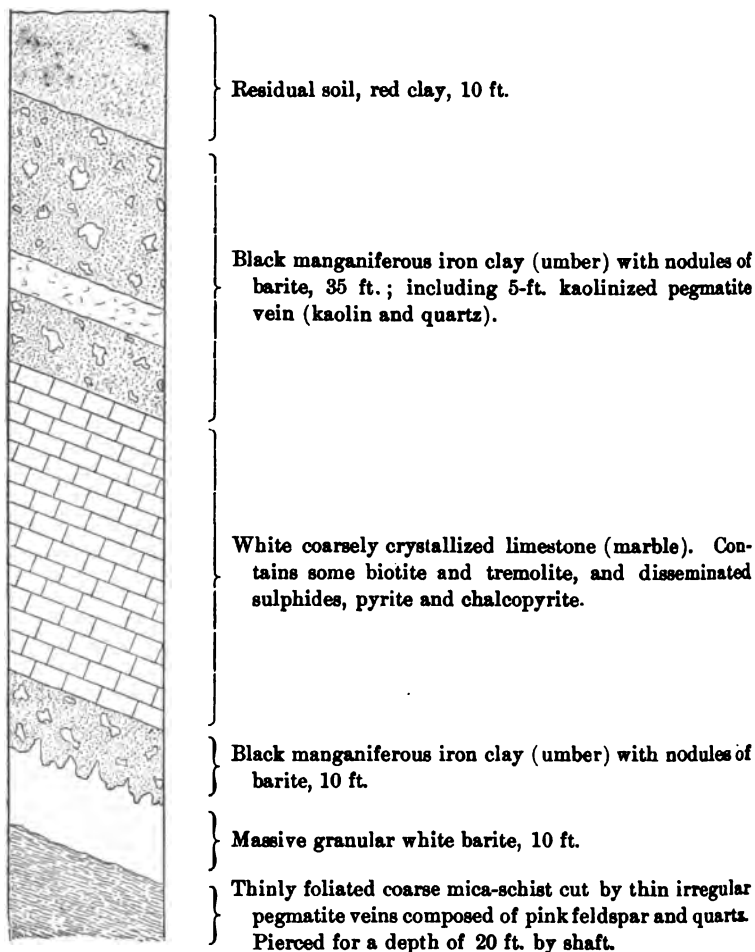 Residual soil, red clay, 10 ft.
Black manganiferous iron clay (umber) with nodules of
barite, 35 ft.; including 5-ft. kaolinized pegmatite
vein (kaolin and quartz).
White coarsely crystallized limestone (marble). Con-
tains some biotite and tremolite, and disseminated
sulphides, pyrite and chalcopyrite.
Black manganiferous iron clay (umber) with nodules of
barite, 10 ft.
Massive granular white barite, 10 ft.
Thinly foliated coarse mica-schist cut by thin irregular
pegmatite veins composed of pink feldspar and quartz.
Pierced for a depth of 20 ft. by shaft.